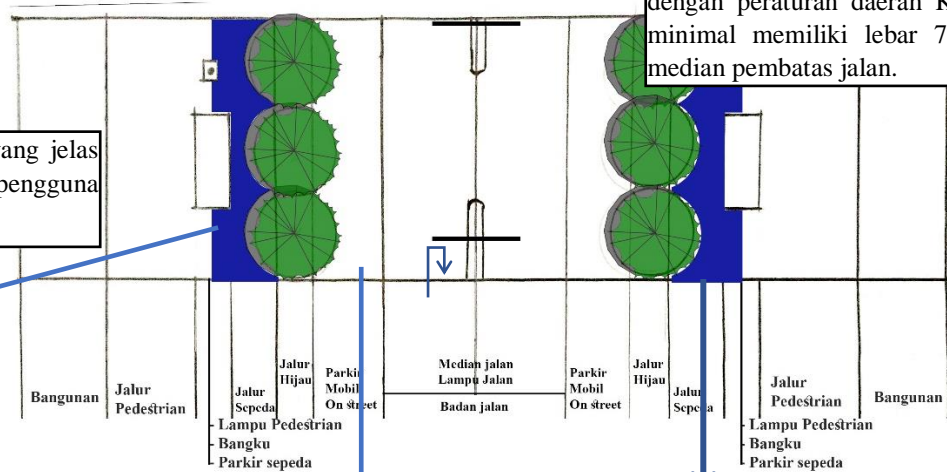 dengan peraturan daerah
minimal memiliki lebar 7
median pembatas jalan.
yang jelas
pengguna
Bangunan
Jalur
Pedestrian
- Lampu Pedestrian
- Bangku
- Parkir sepeda
Jalur
Sepeda
Jalur
Hijau
Parkir
Mobil
On street
Median jalan
Lampu Jalan
Badan jalan
Parkir
Mobil
On street
Jalur
Hijau
Jalur
Sepeda
- Lampu Pedestrian
- Bangku
- Parkir sepeda
Jalur
Pedestrian
Bangunan